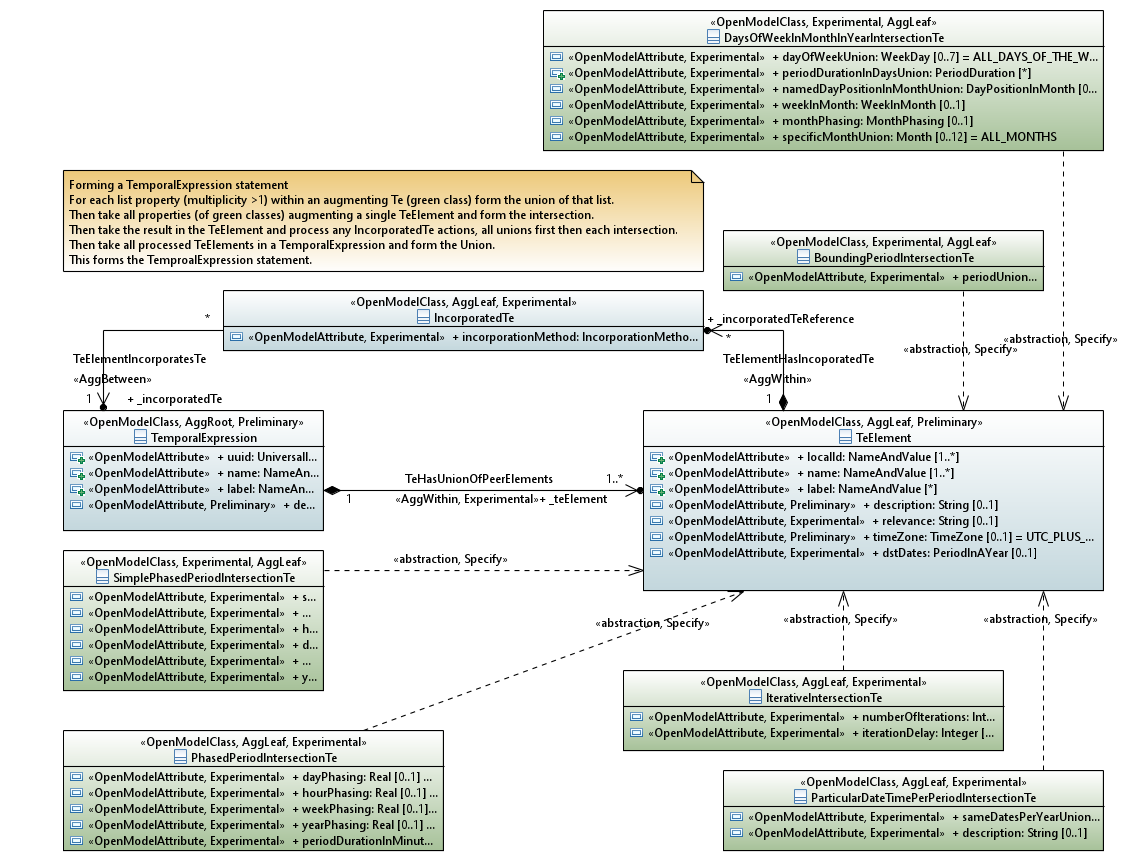 «OpenModelClass, Experimental, AggLeaf»
DaysOfWeekInMonthInYearIntersectionTe
«OpenModelAttribute, Experimental» + dayOfWeekUnion: WeekDay [0..7] = ALL_DAYS_OF_THE_W...
«OpenModelAttribute, Experimental» + periodDurationInDaysUnion: PeriodDuration [*]
«OpenModelAttribute, Experimental» + namedDayPositionInMonthUnion: DayPositionInMonth [0...
«OpenModelAttribute, Experimental» + weekInMonth: WeekInMonth [0..1]
«OpenModelAttribute, Experimental» + monthPhasing: MonthPhasing [0..1]
«OpenModelAttribute, Experimental» + specificMonthUnion: Month [0..12] = ALL_MONTHS
Forming a TemporalExpression statement
For each list property (multiplicity >1) within an augmenting Te (green class) form the union of that list.
Then take all properties (of green classes) augmenting a single TeElement and form the intersection.
Then take the result in the TeElement and process any IncorporatedTe actions, all unions first then each intersection.
Then take all processed TeElements in a TemporalExpression and form the Union.
This forms the TemproalExpression statement.
«OpenModelClass, Experimental, AggLeaf»
BoundingPeriodIntersectionTe
«OpenModelAttribute, Experimental» + periodUnion...
«OpenModelClass, AggLeaf, Experimental»
IncorporatedTe
«OpenModelAttribute, Experimental» + incorporationMethod: IncorporationMetho...
*
+ _incorporatedTeReference
*
«abstraction, Specify»
«abstraction, Specify»
TeElementIncorporatesTe
«AggBetween»
1
+ _incorporatedTe
TeElementHasIncoporatedTe
«AggWithin»
1
«OpenModelClass, AggRoot, Preliminary»
TemporalExpression
«OpenModelAttribute» + uuid: Universall...
«OpenModelAttribute» + name: NameAn...
«OpenModelAttribute» + label: NameAn...
«OpenModelAttribute, Preliminary» + de...
TeHasUnionOfPeerElements
1..*
1
«AggWithin, Experimental»
+ _teElement
«OpenModelClass, AggLeaf, Preliminary»
TeElement
«OpenModelAttribute» + localId: NameAndValue [1..*]
«OpenModelAttribute» + name: NameAndValue [1..*]
«OpenModelAttribute» + label: NameAndValue [*]
«OpenModelAttribute, Preliminary» + description: String [0..1]
«OpenModelAttribute, Experimental» + relevance: String [0..1]
«OpenModelAttribute, Preliminary» + timeZone: TimeZone [0..1] = UTC_PLUS_...
«OpenModelAttribute, Experimental» + dstDates: PeriodInAYear [0..1]
«OpenModelClass, Experimental, AggLeaf»
SimplePhasedPeriodIntersectionTe
«OpenModelAttribute, Experimental» + s...
«OpenModelAttribute, Experimental» + ...
«OpenModelAttribute, Experimental» + h...
«OpenModelAttribute, Experimental» + d...
«OpenModelAttribute, Experimental» + ...
«OpenModelAttribute, Experimental» + y...
«abstraction, Specify»
«abstraction, Specify»
«abstraction, Specify»
«abstraction, Specify»
«OpenModelClass, AggLeaf, Experimental»
IterativeIntersectionTe
«OpenModelAttribute, Experimental» + numberOfIterations: Int...
«OpenModelAttribute, Experimental» + iterationDelay: Integer [...
«OpenModelClass, AggLeaf, Experimental»
PhasedPeriodIntersectionTe
«OpenModelAttribute, Experimental» + dayPhasing: Real [0..1] ...
«OpenModelAttribute, Experimental» + hourPhasing: Real [0..1] ...
«OpenModelAttribute, Experimental» + weekPhasing: Real [0..1]...
«OpenModelAttribute, Experimental» + yearPhasing: Real [0..1] ...
«OpenModelAttribute, Experimental» + periodDurationInMinut...
«OpenModelClass, AggLeaf, Experimental»
ParticularDateTimePerPeriodIntersectionTe
«OpenModelAttribute, Experimental» + sameDatesPerYearUnion...
«OpenModelAttribute, Experimental» + description: String [0..1]